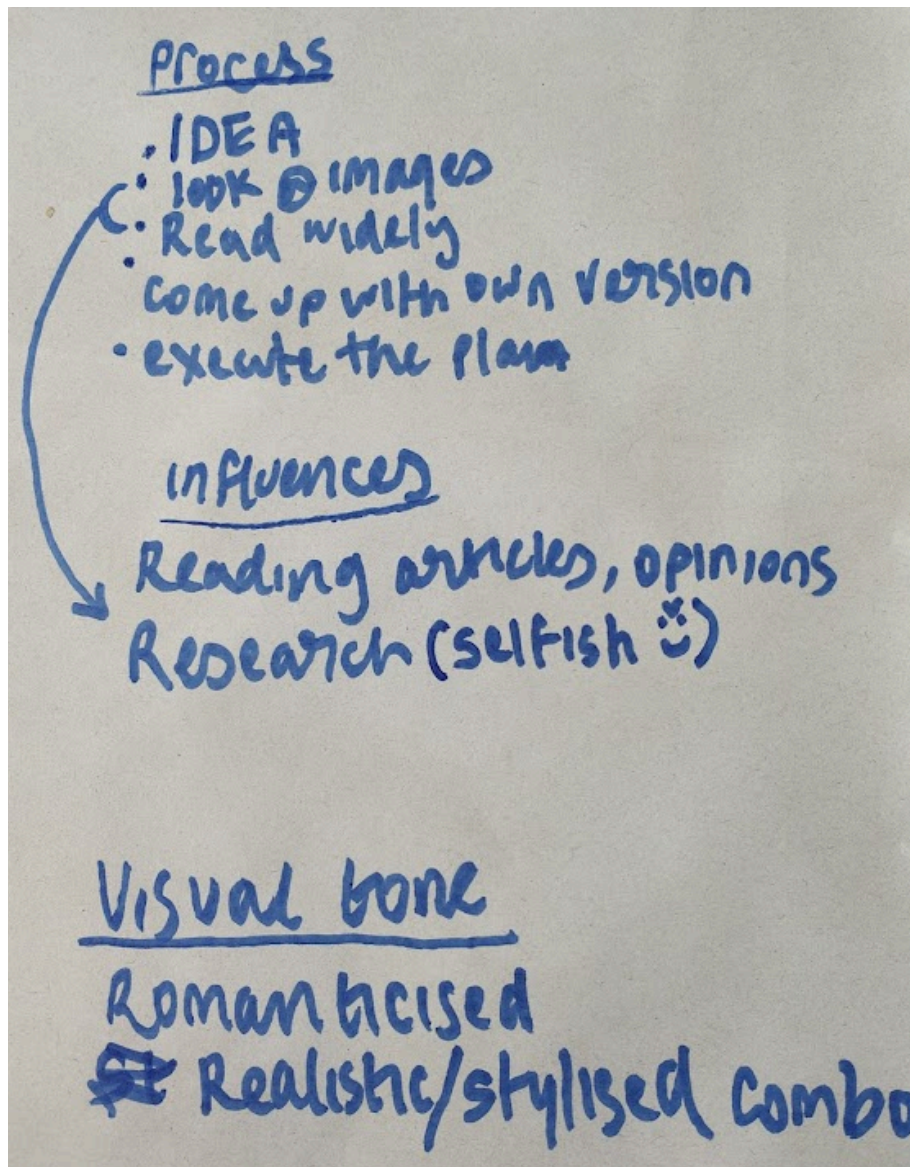 Process
• IDEA
• look @ images
• Read widely
•
come up with own version
• execute the plan
influences
Reading articles, opinions
Research (selfish ☺)
Visual tone
Romanticised
Realistic/stylised combo